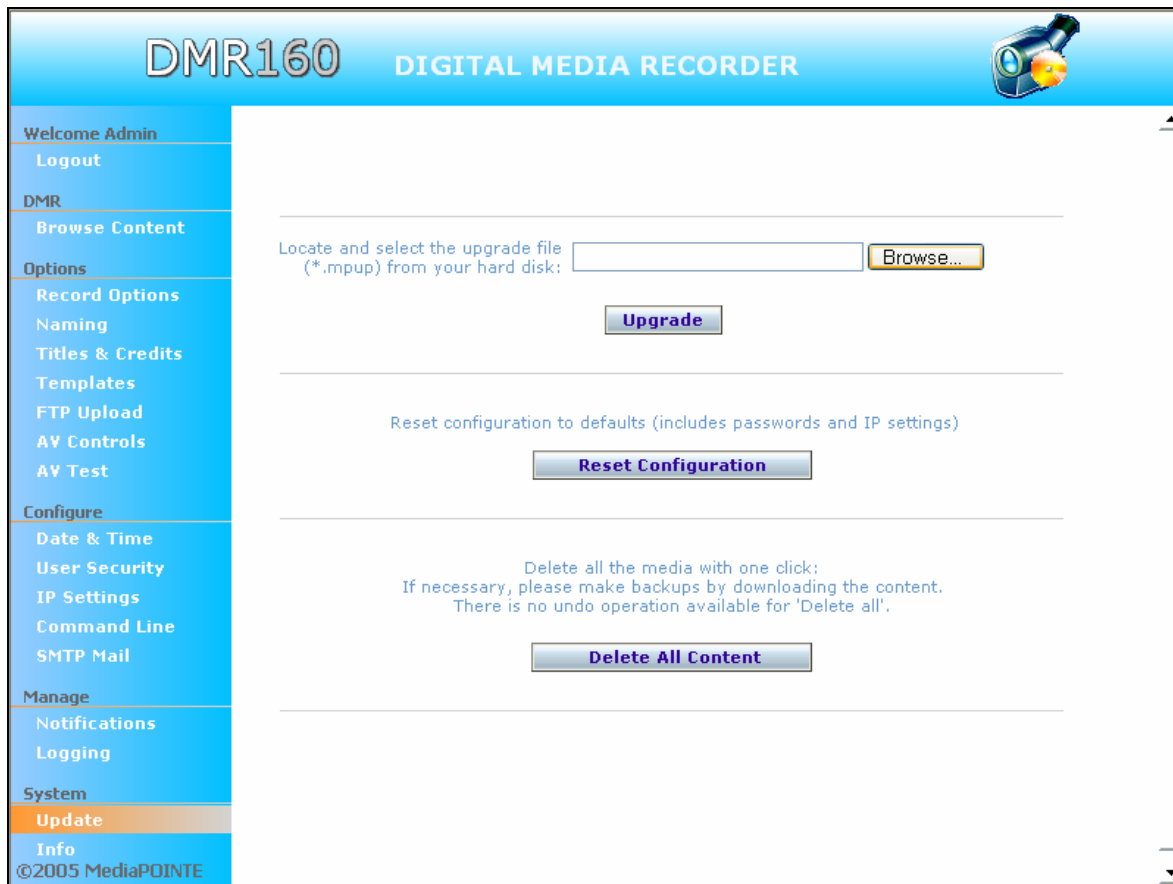 DMR160 DIGITAL MEDIA RECORDER
Welcome Admin
Logout
DMR
Browse Content
Options
Record Options
Naming
Titles & Credits
Templates
FTP Upload
AV Controls
AV Test
Configure
Date & Time
User Security
IP Settings
Command Line
SMTP Mail
Manage
Notifications
Logging
System
Update
Info
©2005 MediaPOINTE
Locate and select the upgrade file
(*.mpup) from your hard disk:
Browse...
Upgrade
Reset configuration to defaults (includes passwords and IP settings)
Reset Configuration
Delete all the media with one click:
If necessary, please make backups by downloading the content.
There is no undo operation available for 'Delete all'.
Delete All Content